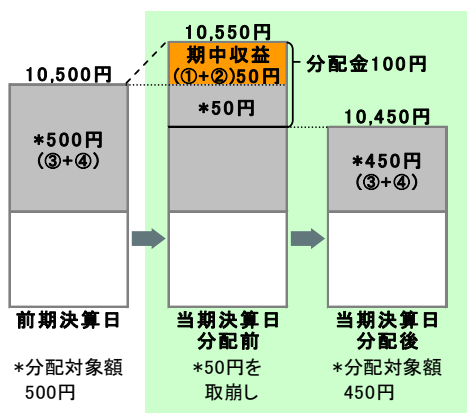 10,550円
期中収益
(①+②)50円
分配金100円
10,500円
*50円
10,450円
*500円
(③+④)
*450円
(③+④)
前期決算日
当期決算日
分配前
当期決算日
分配後
*分配対象額
500円
*50円を
取崩し
*分配対象額
450円